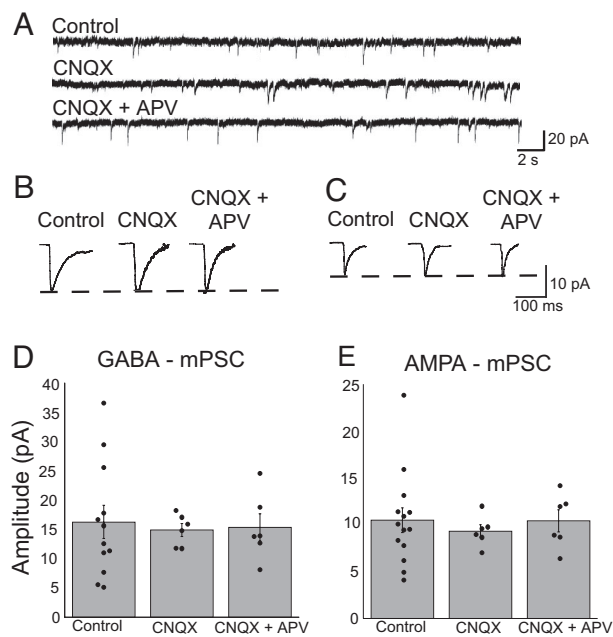 A
Control
CNQX
CNQX + APV
20 pA
2 s
B
Control
CNQX
CNQX +
APV
C
Control
CNQX
CNQX +
APV
10 pA
100 ms
D
GABA - mPSC
Amplitude (pA)
40
35
30
25
20
15
10
5
0
Control
CNQX
CNQX + APV
E
AMPA - mPSC
25
20
15
10
5
0
Control
CNQX
CNQX + APV